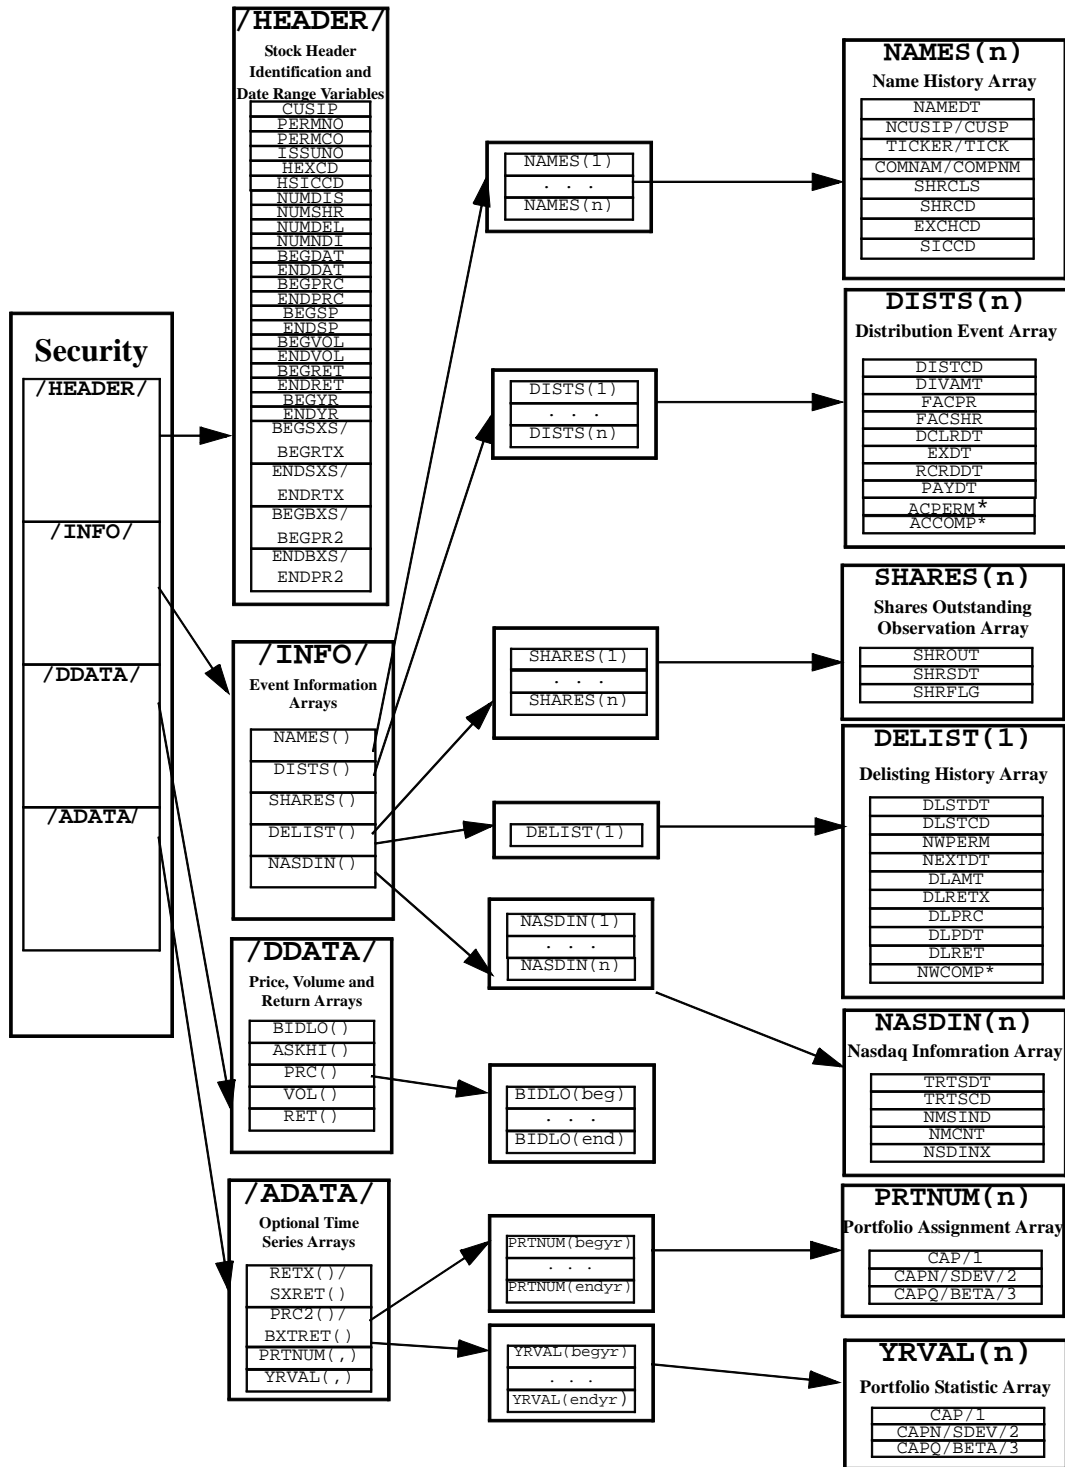 Security
/HEADER/
/INFO/
/DDATA/
/ADATA/
/HEADER/
Stock Header
Identification and
Date Range Variables
CUSIP
PERMNO
PERMCO
ISSUNO
HEXCD
HSICCD
NUMDIS
NUMSHR
NUMDEL
NUMNDI
BEGDAT
ENDDAT
BEGPRC
ENDPRC
BEGSP
ENDSP
BEGVOL
ENDVOL
BEGRET
ENDRET
BEGYR
ENDYR
BEGSXS/
BEGRTX
ENDSXS/
ENDRTX
BEGBXS/
BEGPR2
ENDBXS/
ENDPR2
/INFO/
Event Information
Arrays
NAMES()
DISTS()
SHARES()
DELIST()
NASDIN()
/DDATA/
Price, Volume and
Return Arrays
BIDLO()
ASKHI()
PRC()
VOL()
RET()
/ADATA/
Optional Time
Series Arrays
RETX()/
SXRET()
PRC2()/
BXTRET()
PRTNUM(,)
YRVAL(,)
NAMES(1)
. . .
NAMES(n)
DISTS(1)
. . .
DISTS(n)
SHARES(1)
. . .
SHARES(n)
DELIST(1)
NASDIN(1)
. . .
NASDIN(n)
BIDLO(beg)
. . .
BIDLO(end)
PRTNUM(begyr)
. . .
PRTNUM(endyr)
YRVAL(begyr)
. . .
YRVAL(endyr)
NAMES(n)
Name History Array
NAMEDT
NCUSIP/CUSP
TICKER/TICK
COMNAM/COMPNM
SHRCLS
SHRCD
EXCHCD
SICCD
DISTS(n)
Distribution Event Array
DISTCD
DIVAMT
FACPR
FACSHR
DCLRDT
EXDT
RCRDDT
PAYDT
ACPERM*
ACCOMP*
SHARES(n)
Shares Outstanding
Observation Array
SHROUT
SHRSDT
SHRFLG
DELIST(1)
Delisting History Array
DLSTDT
DLSTCD
NWPERM
NEXTDT
DLAMT
DLRETX
DLPRC
DLPDT
DLRET
NWCOMP*
NASDIN(n)
Nasdaq Infomration Array
TRTSDT
TRTSCD
NMSIND
NMCNT
NSDINX
PRTNUM(n)
Portfolio Assignment Array
CAP/1
CAPN/SDEV/2
CAPQ/BETA/3
YRVAL(n)
Portfolio Statistic Array
CAP/1
CAPN/SDEV/2
CAPQ/BETA/3